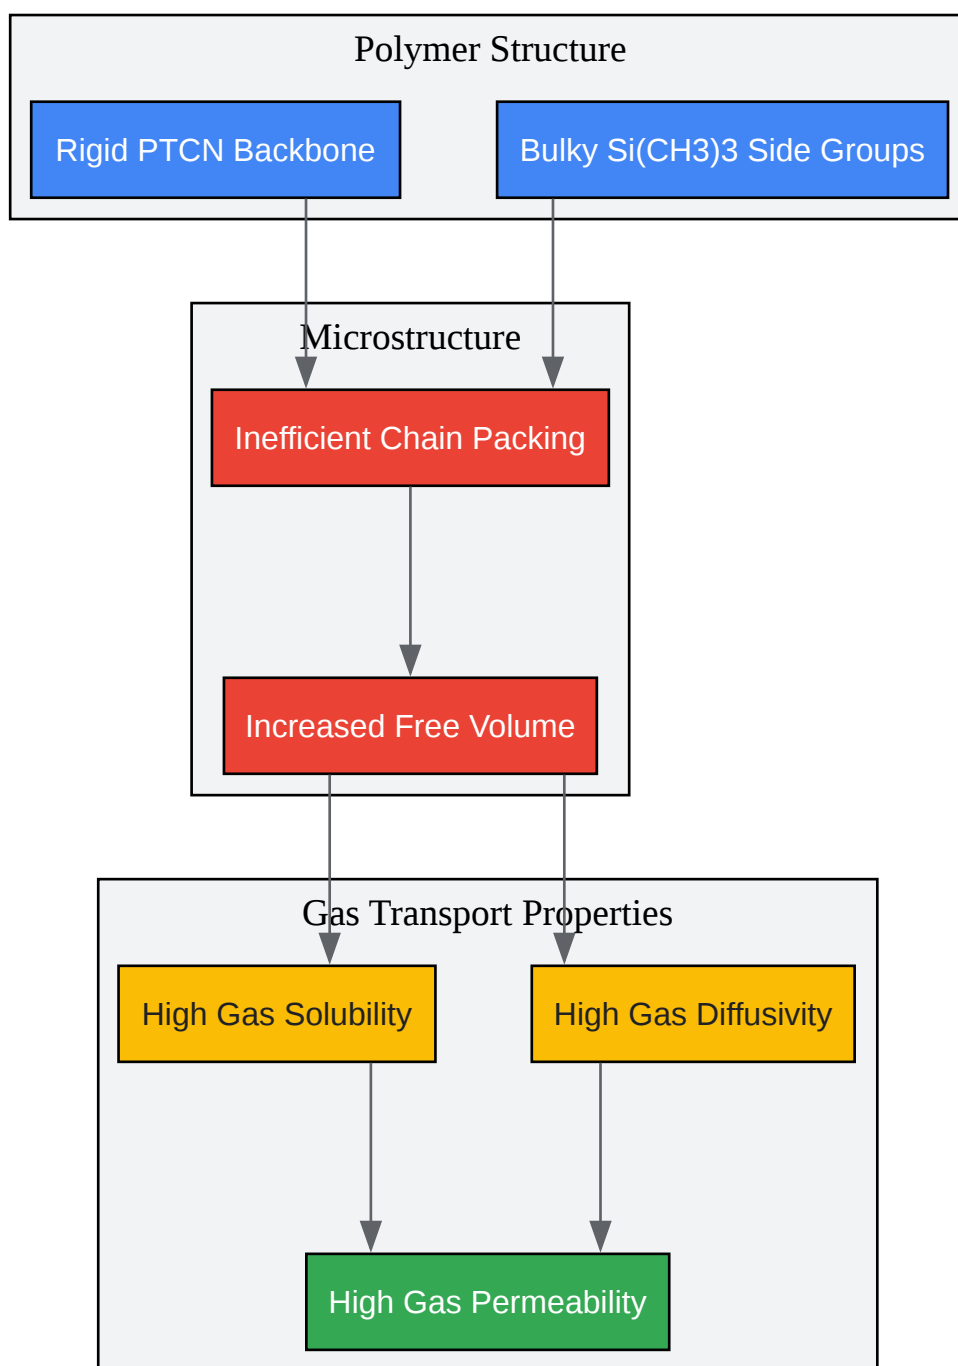 Polymer Structure
Rigid PTCN Backbone
Bulky Si(CH3)3 Side Groups
Microstructure
Inefficient Chain Packing
Increased Free Volume
Gas Transport Properties
High Gas Solubility
High Gas Diffusivity
High Gas Permeability